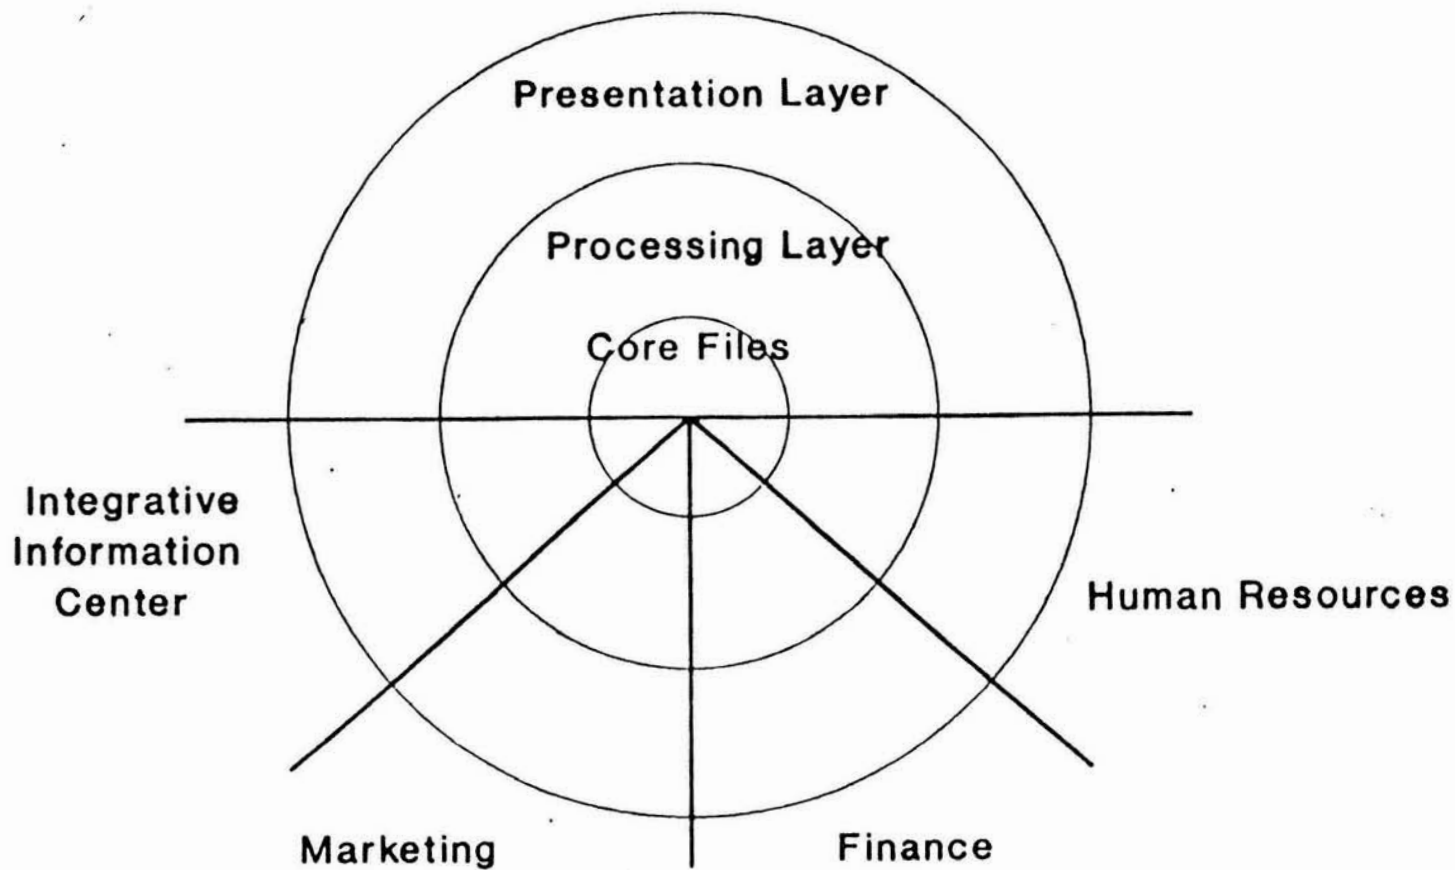 Presentation Layer
Processing Layer
Core Files
Integrative
Information
Center
Human Resources
Marketing
Finance